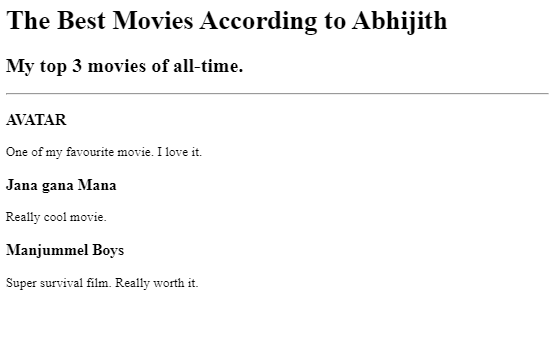 The Best Movies According to Abhijith
My top 3 movies of all-time.
AVATAR
One of my favourite movie. I love it.
Jana gana Mana
Really cool movie.
Manjummel Boys
Super survival film. Really worth it.